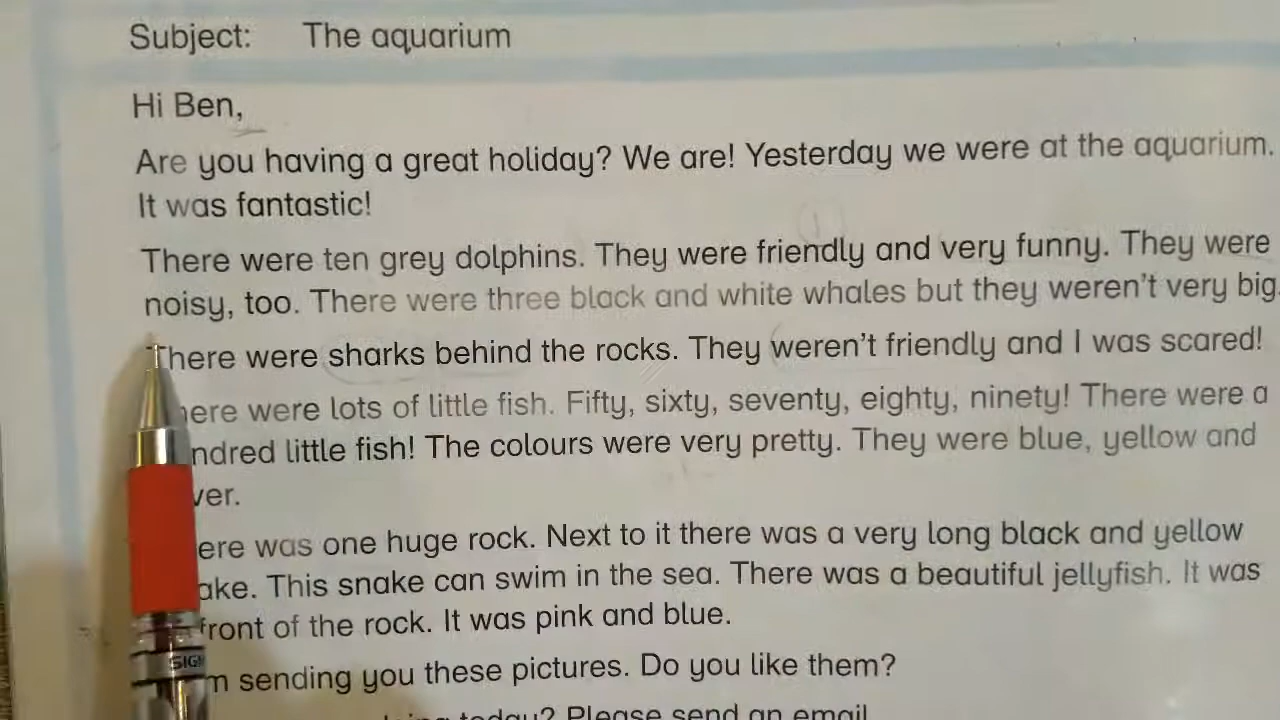 Subject: The aquarium
Hi Ben,
Are you having a great holiday? We are! Yesterday we were at the aquarium.
It was fantastic!
There were ten grey dolphins. They were friendly and very funny. They were
noisy, too. There were three black and white whales but they weren't very big.
There were sharks behind the rocks. They weren't friendly and I was scared!
here were lots of little fish. Fifty, sixty, seventy, eighty, ninety! There were a
ndred little fish! The colours were very pretty. They were blue, yellow and
ver.
ere was one huge rock. Next to it there was a very long black and yellow
ake. This snake can swim in the sea. There was a beautiful jellyfish. It was
front of the rock. It was pink and blue.
m sending you these pictures. Do you like them?
today? Please send an email
SIGN